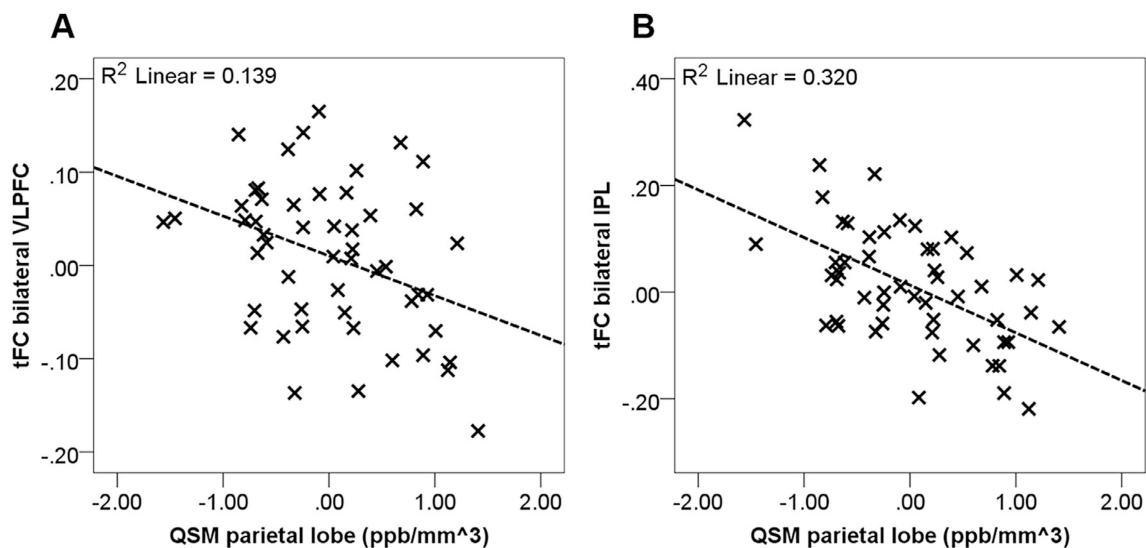 A
R² Linear = 0.139
tFC bilateral VLPFC
.20
.10
.00
-.10
-.20
-2.00 -1.00 .00 1.00 2.00
QSM parietal lobe (ppb/mm^3)
B
R² Linear = 0.320
tFC bilateral IPL
.40
.20
.00
-.20
-2.00 -1.00 .00 1.00 2.00
QSM parietal lobe (ppb/mm^3)